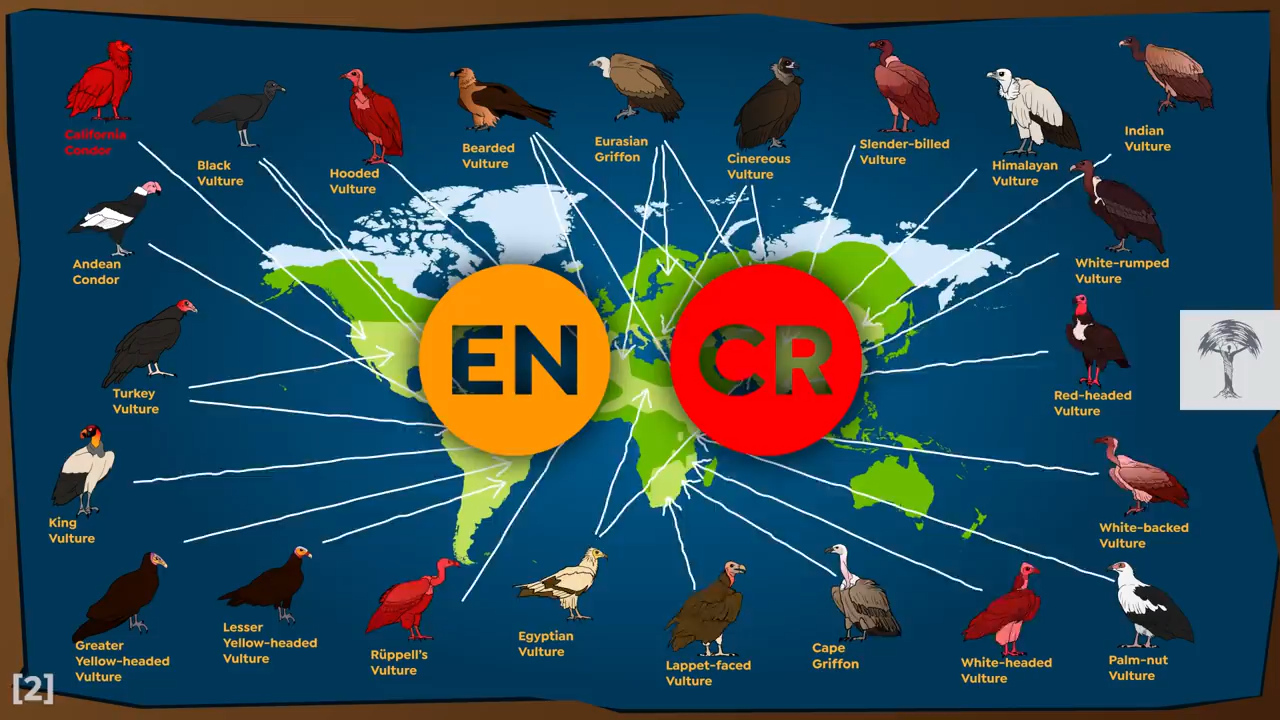 California
Condor
Black
Vulture
Hooded
Vulture
Bearded
Vulture
Eurasian
Griffon
Cinereous
Vulture
Slender-billed
Vulture
Himalayan
Vulture
Indian
Vulture
Andean
Condor
White-rumped
Vulture
EN
CR
Turkey
Vulture
Red-headed
Vulture
King
Vulture
White-backed
Vulture
Greater
Yellow-headed
Vulture
Lesser
Yellow-headed
Vulture
Rüppell's
Vulture
Egyptian
Vulture
Lappet-faced
Vulture
Cape
Griffon
White-headed
Vulture
Palm-nut
Vulture
[2]